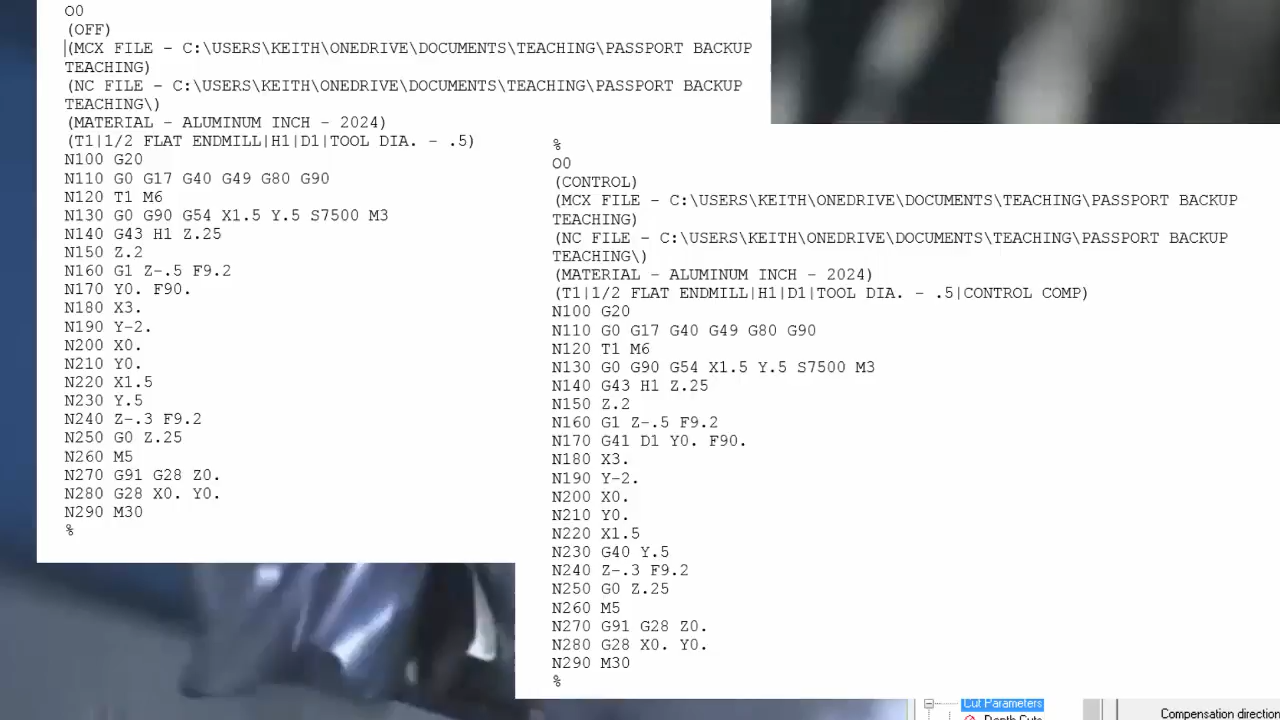 O0
(OFF)
(MCX FILE - C:\USERS\KEITH\ONEDRIVE\DOCUMENTS\TEACHING\PASSPORT BACKUP
TEACHING)
(NC FILE - C:\USERS\KEITH\ONEDRIVE\DOCUMENTS\TEACHING\PASSPORT BACKUP
TEACHING\)
(MATERIAL - ALUMINUM INCH - 2024)
(T1|1/2 FLAT ENDMILL|H1|D1|TOOL DIA. - .5)
N100 G20
N110 G0 G17 G40 G49 G80 G90
N120 T1 M6
N130 G0 G90 G54 X1.5 Y.5 S7500 M3
N140 G43 H1 Z.25
N150 Z.2
N160 G1 Z-.5 F9.2
N170 Y0. F90.
N180 X3.
N190 Y-2.
N200 X0.
N210 Y0.
N220 X1.5
N230 Y.5
N240 Z-.3 F9.2
N250 G0 Z.25
N260 M5
N270 G91 G28 Z0.
N280 G28 X0. Y0.
N290 M30
%
%
O0
(CONTROL)
(MCX FILE - C:\USERS\KEITH\ONEDRIVE\DOCUMENTS\TEACHING\PASSPORT BACKUP
TEACHING)
(NC FILE - C:\USERS\KEITH\ONEDRIVE\DOCUMENTS\TEACHING\PASSPORT BACKUP
TEACHING\)
(MATERIAL - ALUMINUM INCH - 2024)
(T1|1/2 FLAT ENDMILL|H1|D1|TOOL DIA. - .5|CONTROL COMP)
N100 G20
N110 G0 G17 G40 G49 G80 G90
N120 T1 M6
N130 G0 G90 G54 X1.5 Y.5 S7500 M3
N140 G43 H1 Z.25
N150 Z.2
N160 G1 Z-.5 F9.2
N170 G41 D1 Y0. F90.
N180 X3.
N190 Y-2.
N200 X0.
N210 Y0.
N220 X1.5
N230 G40 Y.5
N240 Z-.3 F9.2
N250 G0 Z.25
N260 M5
N270 G91 G28 Z0.
N280 G28 X0. Y0.
N290 M30
%
Cut Parameters
Depth Cuts
Compensation direction